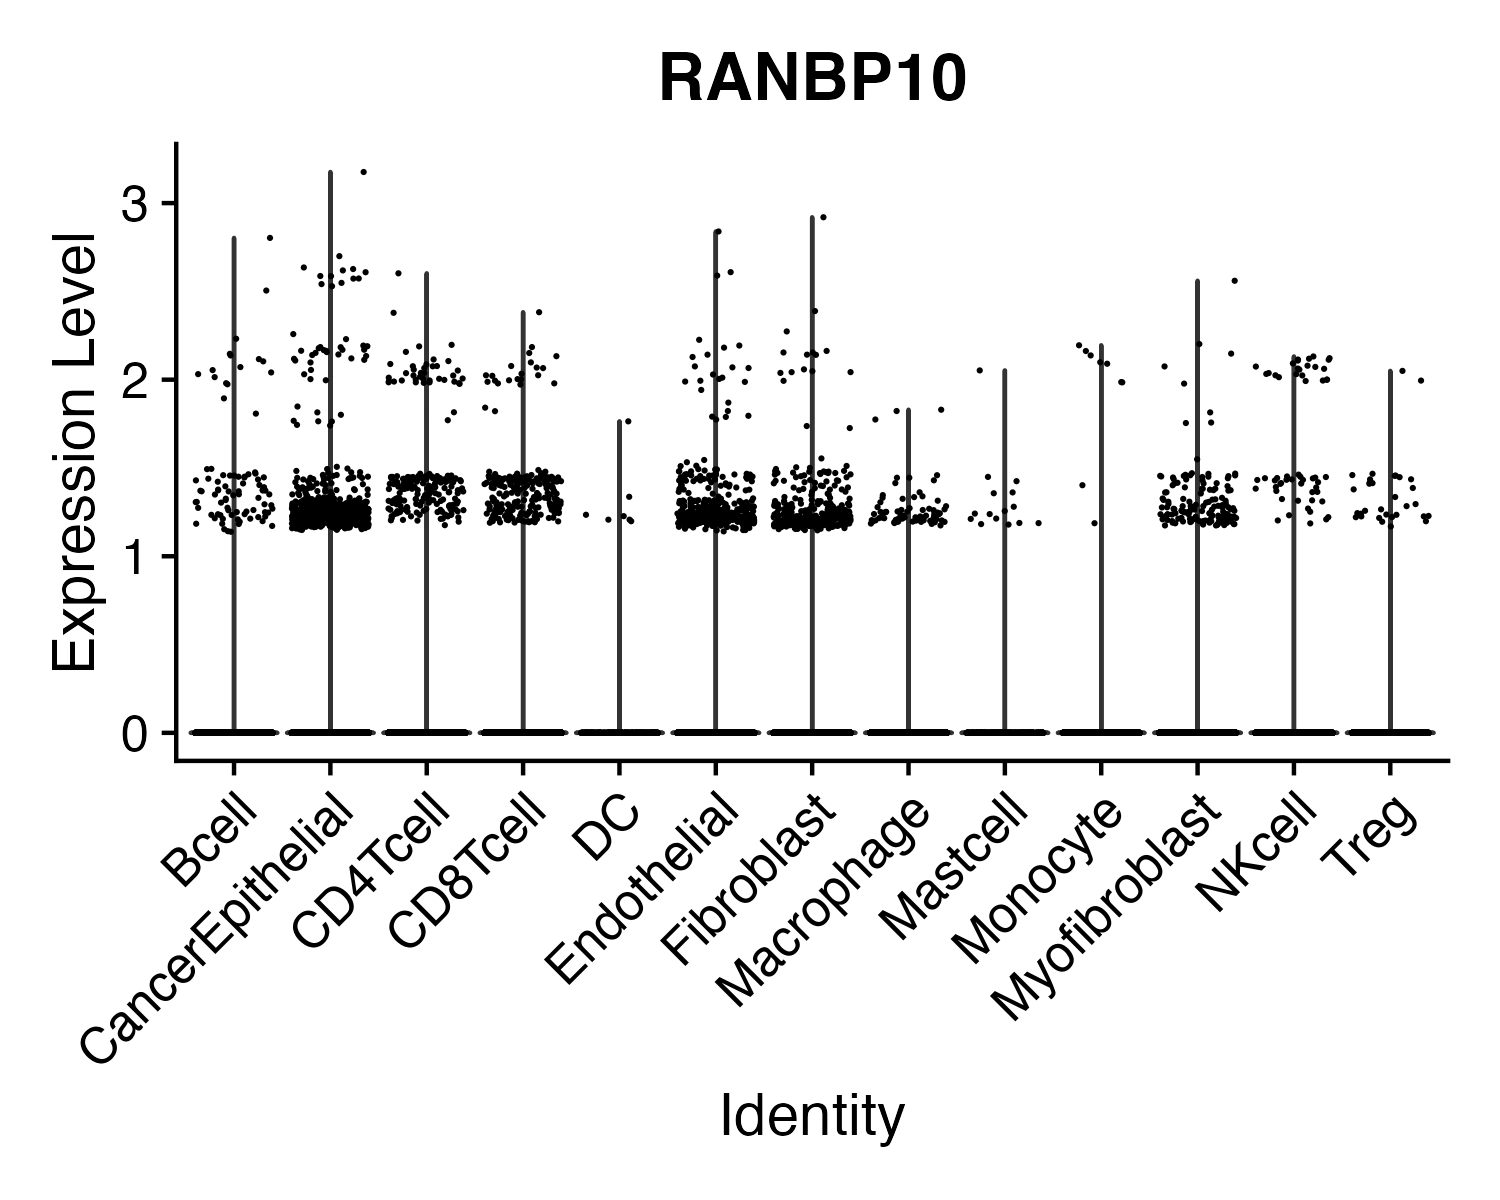 RANBP10
Expression Level
3
2
1
0
Bcell
CancerEpithelial
CD4Tcell
CD8Tcell
DC
Endothelial
Fibroblast
Macrophage
Mastcell
Monocyte
Myofibroblast
NKcell
Treg
Identity